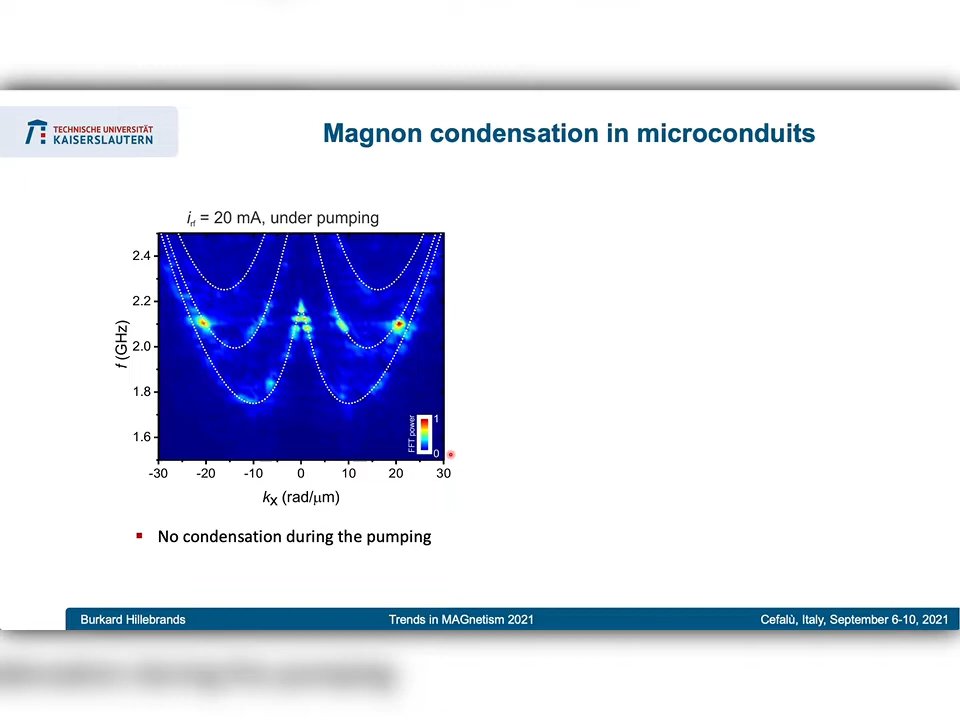 TECHNISCHE UNIVERSITÄT
KAISERSLAUTERN
Magnon condensation in microconduits
irf = 20 mA, under pumping
2.4
2.2
2.0
1.8
1.6
f (GHz)
FFT power
1
0
-30 -20 -10 0 10 20 30
kx (rad/μm)
▪ No condensation during the pumping
Burkard Hillebrands Trends in MAGnetism 2021 Cefalù, Italy, September 6-10, 2021